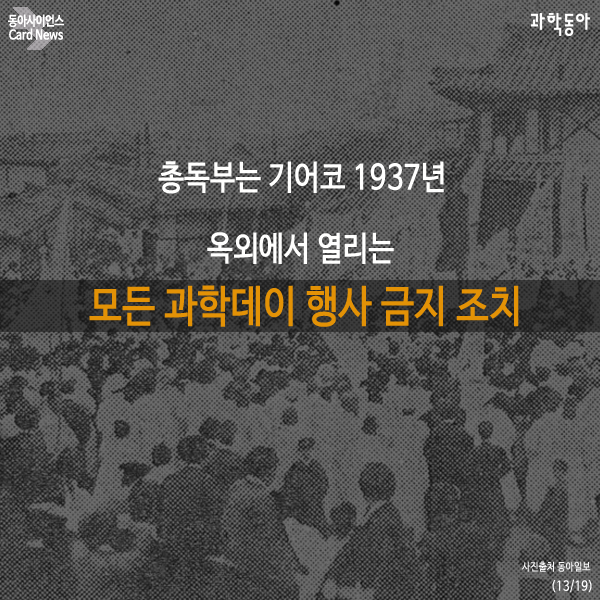 동아사이언스
Card News
과학동아
총독부는 기어코 1937년
옥외에서 열리는
모든 과학데이 행사 금지 조치
사진출처 동아일보
(13/19)